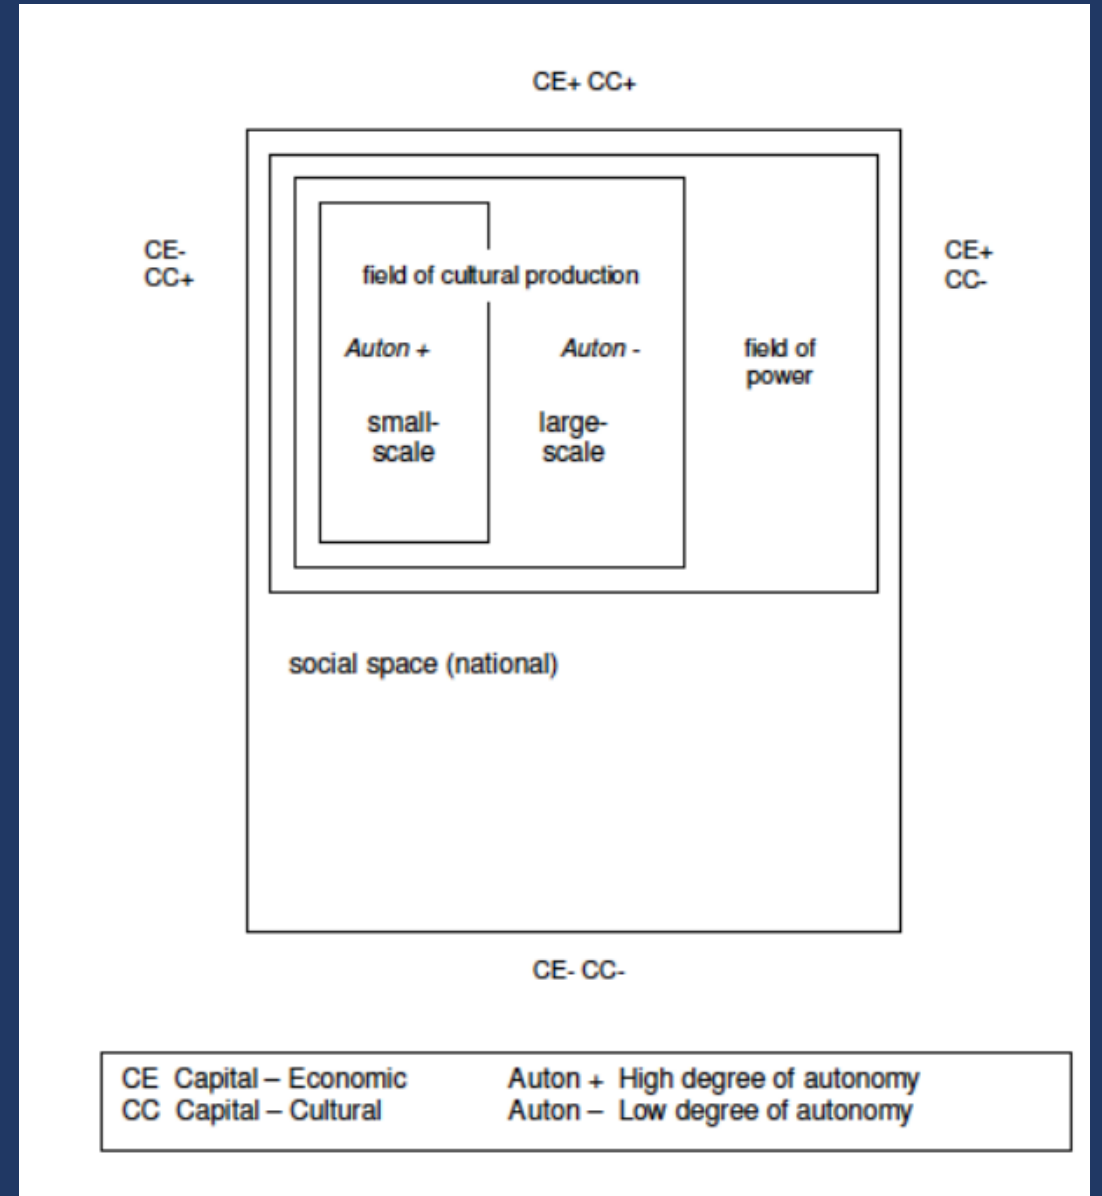 CE+ CC+
CE-
CC+
CE+
CC-
field of cultural production
Auton +
Auton -
field of
power
small-
scale
large-
scale
social space (national)
CE- CC-
CE Capital – Economic
CC Capital – Cultural
Auton + High degree of autonomy
Auton – Low degree of autonomy